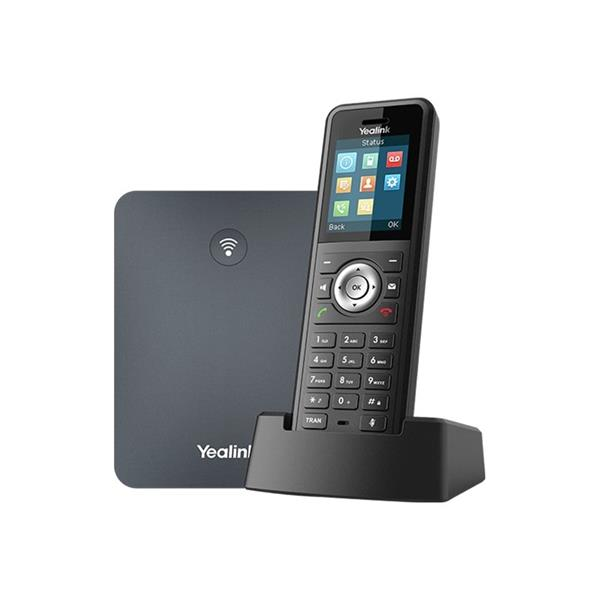 Yealink
Status
Back OK
OK
1
2 ABC 3 DEF
4 GHI 5 JKL 6 MNO
7 PQRS 8 TUV 9 WXYZ
* 0 + #
TRAN
Yealin